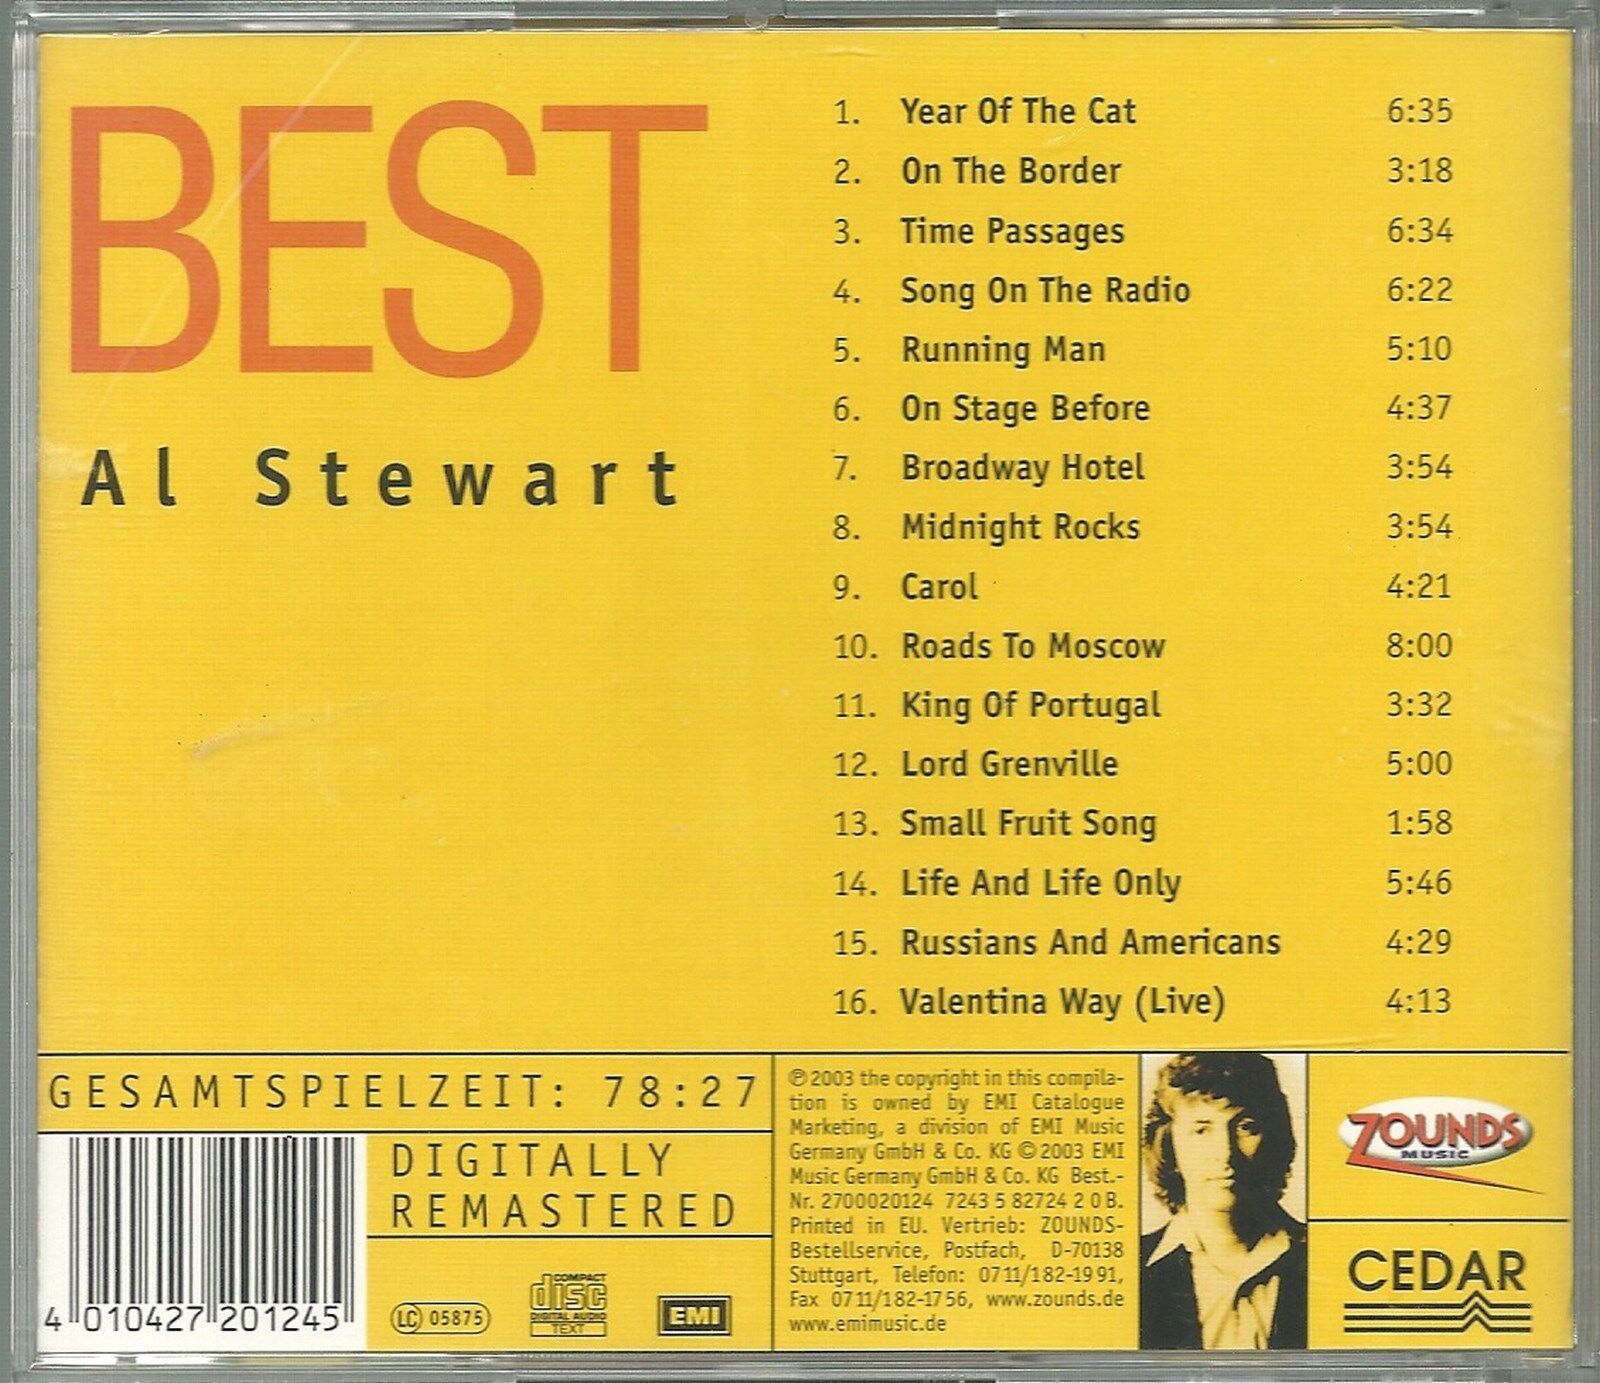 BEST
Al Stewart
1. Year Of The Cat 6:35
2. On The Border 3:18
3. Time Passages 6:34
4. Song On The Radio 6:22
5. Running Man 5:10
6. On Stage Before 4:37
7. Broadway Hotel 3:54
8. Midnight Rocks 3:54
9. Carol 4:21
10. Roads To Moscow 8:00
11. King Of Portugal 3:32
12. Lord Grenville 5:00
13. Small Fruit Song 1:58
14. Life And Life Only 5:46
15. Russians And Americans 4:29
16. Valentina Way (Live) 4:13
GESAMTSPIELZEIT: 78:27
DIGITALLY
REMASTERED
4 010427 201245
LC 05875
COMPACT
disc
DIGITAL AUDIO
TEXT
EMI
℗ 2003 the copyright in this compila-
tion is owned by EMI Catalogue
Marketing, a division of EMI Music
Germany GmbH & Co. KG © 2003 EMI
Music Germany GmbH & Co. KG Best.-
Nr. 2700020124 7243 5 82724 2 0 B.
Printed in EU. Vertrieb: ZOUNDS-
Bestellservice, Postfach, D-70138
Stuttgart, Telefon: 0711/182-1991,
Fax 0711/182-1756, www.zounds.de
www.emimusic.de
ZOUNDS
MUSIC
CEDAR